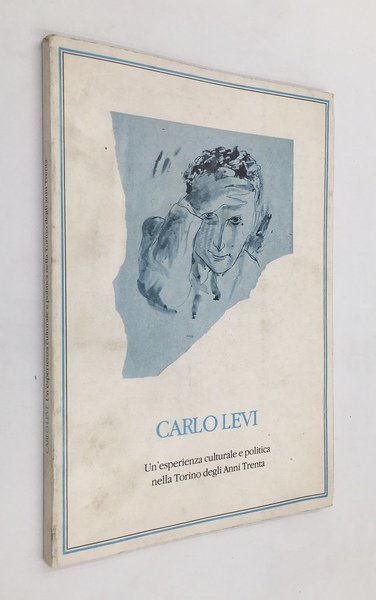 CARLO LEVI
Un'esperienza culturale e politica
nella Torino degli Anni Trenta
CARLO LEVI Un'esperienza culturale e politica nella Torino degli anni Trenta